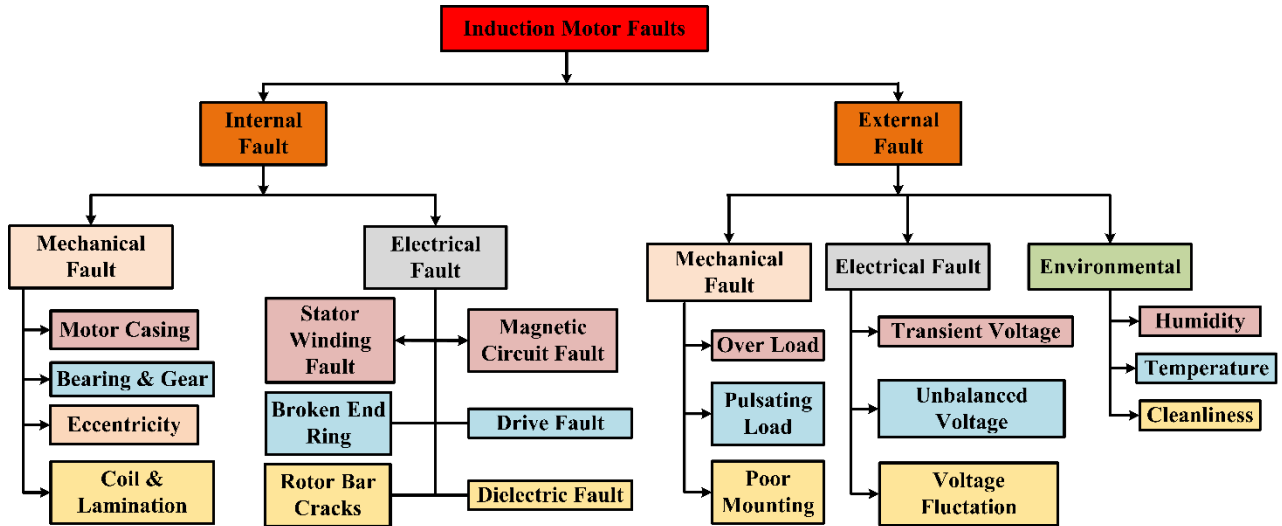 Induction Motor Faults
Internal
Fault
External
Fault
Mechanical
Fault
Electrical
Fault
Mechanical
Fault
Electrical Fault
Environmental
Motor Casing
Bearing & Gear
Eccentricity
Coil &
Lamination
Stator
Winding
Fault
Magnetic
Circuit Fault
Broken End
Ring
Drive Fault
Rotor Bar
Cracks
Dielectric Fault
Over Load
Pulsating
Load
Poor
Mounting
Transient Voltage
Unbalanced
Voltage
Voltage
Fluctation
Humidity
Temperature
Cleanliness